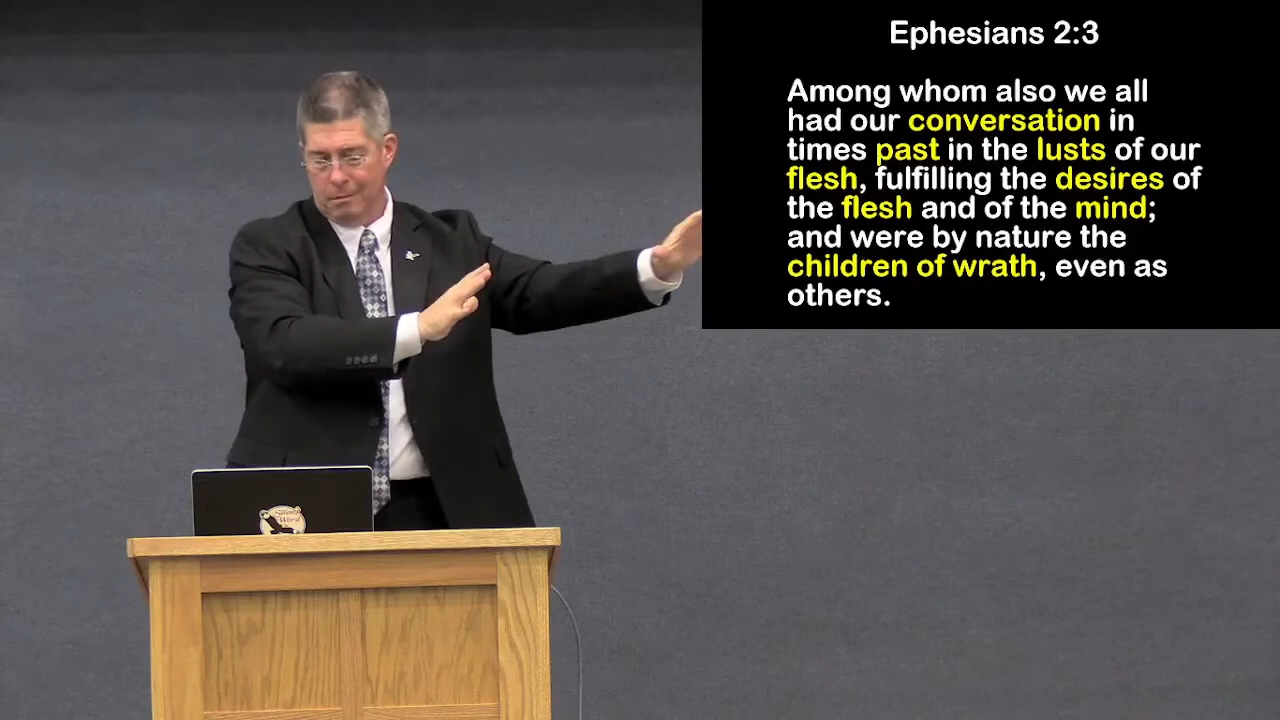 Ephesians 2:3
Among whom also we all
had our conversation in
times past in the lusts of our
flesh, fulfilling the desires of
the flesh and of the mind;
and were by nature the
children of wrath, even as
others.
Silent
Word